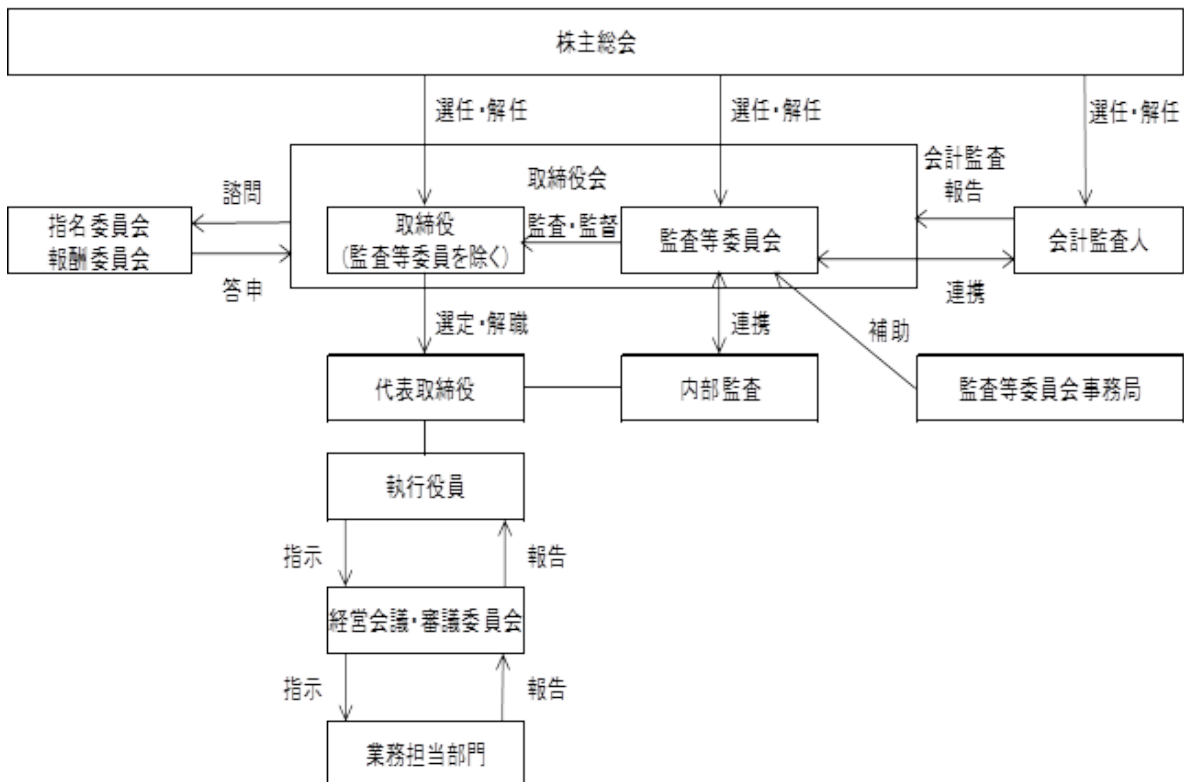 株主総会
選任・解任
選任・解任
選任・解任
会計監査
報告
取締役会
諮問
指名委員会
報酬委員会
答申
取締役
(監査等委員を除く)
監査・監督
監査等委員会
会計監査人
連携
選定・解職
連携
補助
代表取締役
内部監査
監査等委員会事務局
執行役員
指示
報告
経営会議・審議委員会
指示
報告
業務担当部門